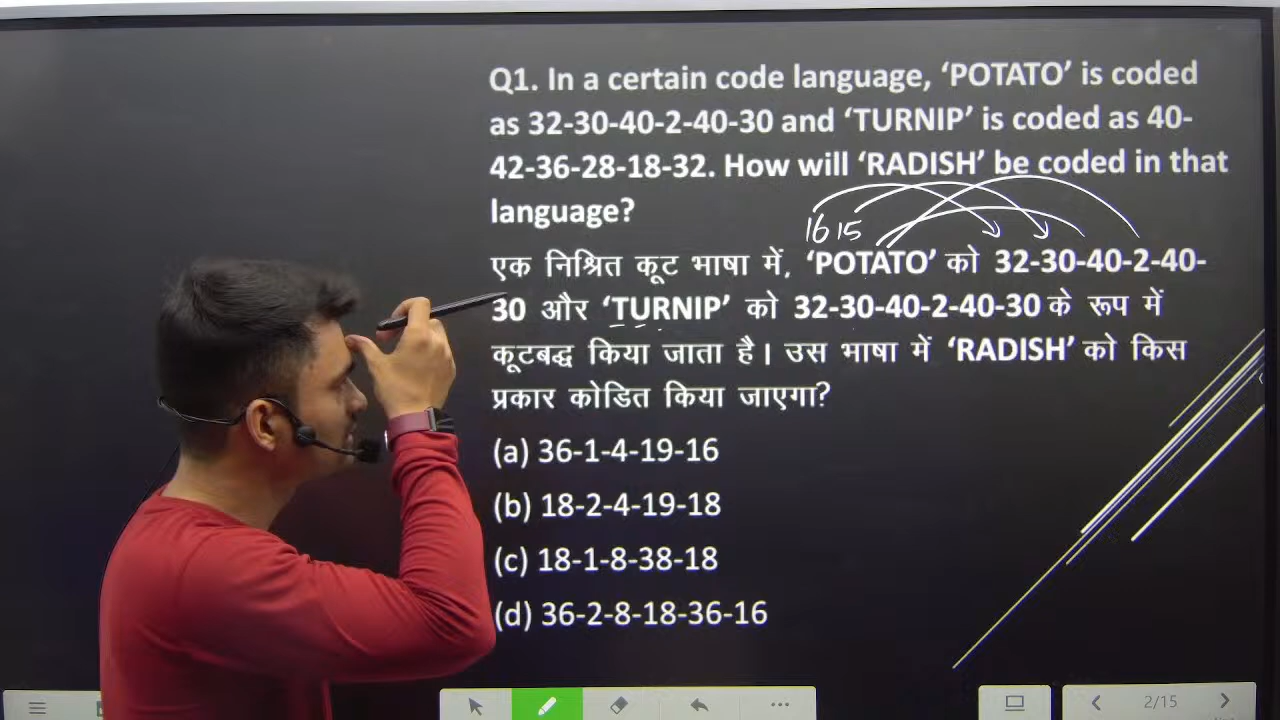 Q1. In a certain code language, ‘POTATO’ is coded
as 32-30-40-2-40-30 and ‘TURNIP’ is coded as 40-
42-36-28-18-32. How will ‘RADISH’ be coded in that
language?
16 15
एक निश्चित कूट भाषा में, ‘POTATO’ को 32-30-40-2-40-
30 और ‘TURNIP’ को 32-30-40-2-40-30 के रूप में
कूटबद्ध किया जाता है। उस भाषा में ‘RADISH’ को किस
प्रकार कोडित किया जाएगा?
(a) 36-1-4-19-16
(b) 18-2-4-19-18
(c) 18-1-8-38-18
(d) 36-2-8-18-36-16
2/15